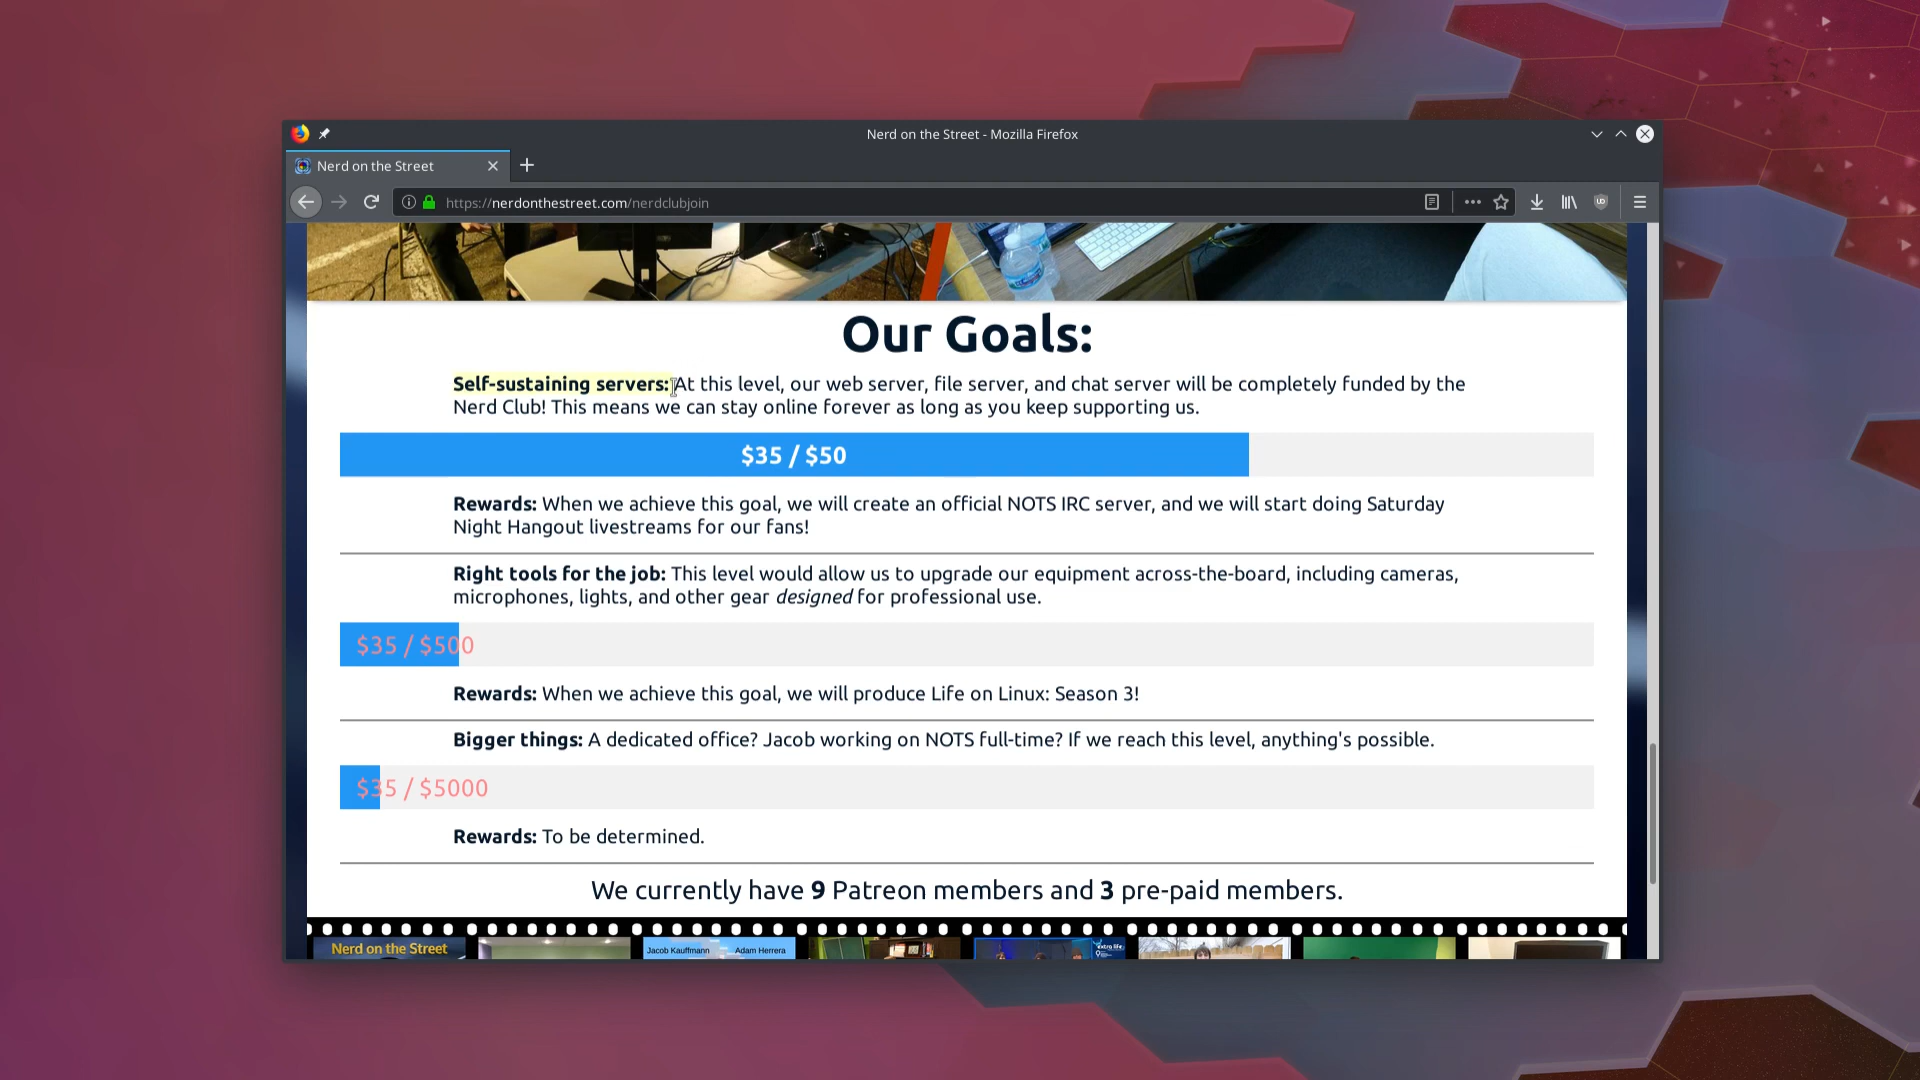 Nerd on the Street - Mozilla Firefox
Nerd on the Street
https://nerdonthestreet.com/nerdclubjoin
Our Goals:
Self-sustaining servers: At this level, our web server, file server, and chat server will be completely funded by the
Nerd Club! This means we can stay online forever as long as you keep supporting us.
$35 / $50
Rewards: When we achieve this goal, we will create an official NOTS IRC server, and we will start doing Saturday
Night Hangout livestreams for our fans!
Right tools for the job: This level would allow us to upgrade our equipment across-the-board, including cameras,
microphones, lights, and other gear designed for professional use.
$35 / $500
Rewards: When we achieve this goal, we will produce Life on Linux: Season 3!
Bigger things: A dedicated office? Jacob working on NOTS full-time? If we reach this level, anything's possible.
$35 / $5000
Rewards: To be determined.
We currently have 9 Patreon members and 3 pre-paid members.
Nerd on the Street
Jacob Kauffmann Adam Herrera
extra life